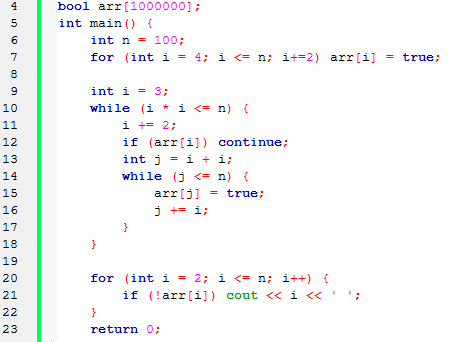 4 bool arr[1000000];
5 int main() {
6 int n = 100;
7 for (int i = 4; i <= n; i+=2) arr[i] = true;
8
9 int i = 3;
10 while (i * i <= n) {
11 i += 2;
12 if (arr[i]) continue;
13 int j = i + i;
14 while (j <= n) {
15 arr[j] = true;
16 j += i;
17 }
18 }
19
20 for (int i = 2; i <= n; i++) {
21 if (!arr[i]) cout << i << ' ';
22 }
23 return 0;